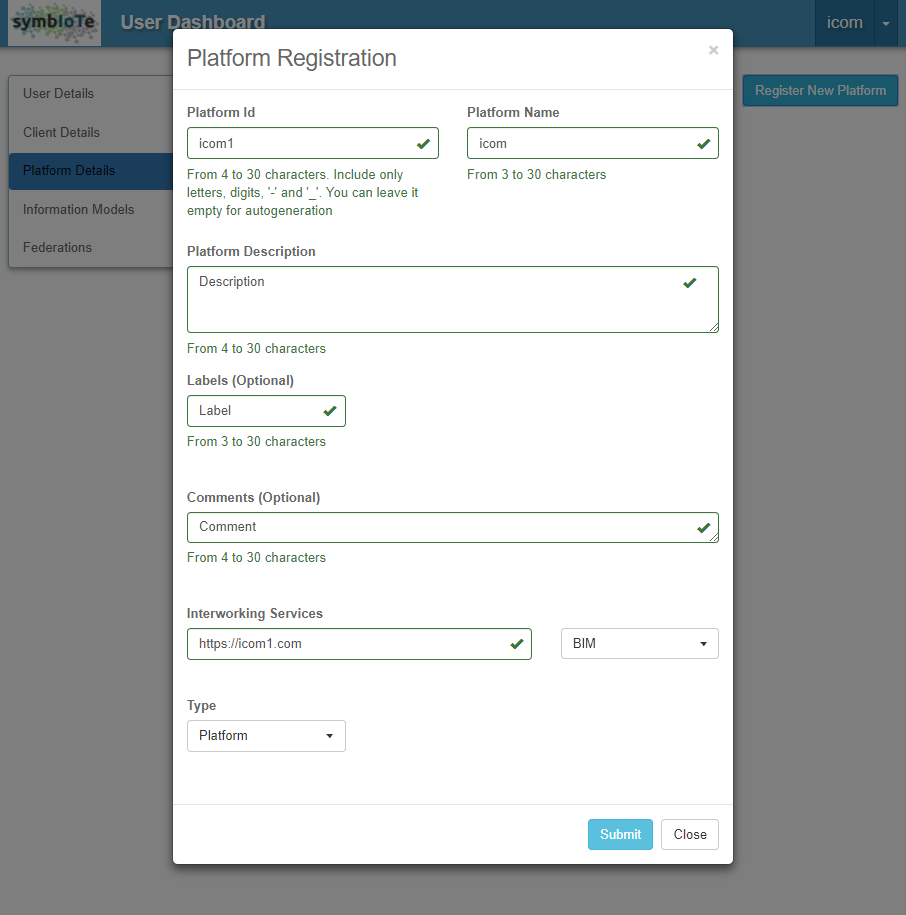 symbIoTe
User Dashboard
icom
Platform Registration
×
User Details
Client Details
Platform Details
Information Models
Federations
Register New Platform
Platform Id
icom1
From 4 to 30 characters. Include only
letters, digits, '-' and '_'. You can leave it
empty for autogeneration
Platform Name
icom
From 3 to 30 characters
Platform Description
Description
From 4 to 30 characters
Labels (Optional)
Label
From 3 to 30 characters
Comments (Optional)
Comment
From 4 to 30 characters
Interworking Services
https://icom1.com
BIM
Type
Platform
Submit
Close